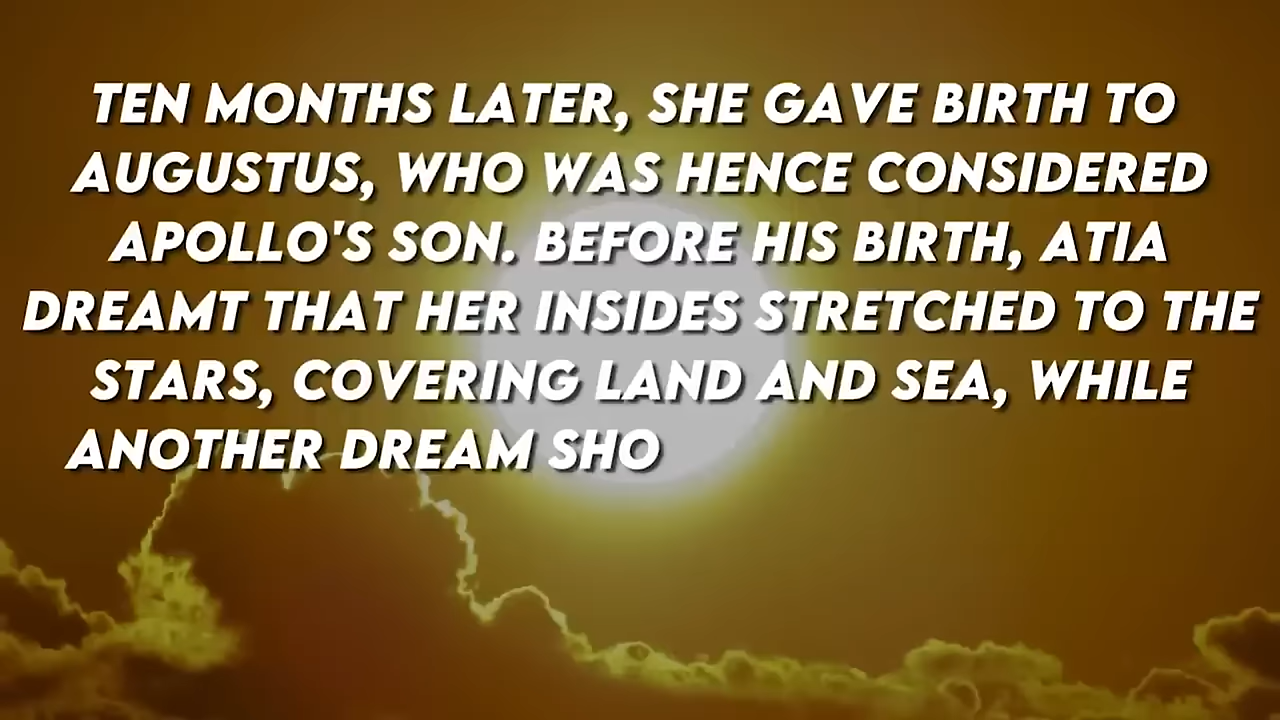 TEN MONTHS LATER, SHE GAVE BIRTH TO
AUGUSTUS, WHO WAS HENCE CONSIDERED
APOLLO'S SON. BEFORE HIS BIRTH, ATIA
DREAMT THAT HER INSIDES STRETCHED TO THE
STARS, COVERING LAND AND SEA, WHILE
ANOTHER DREAM SHO